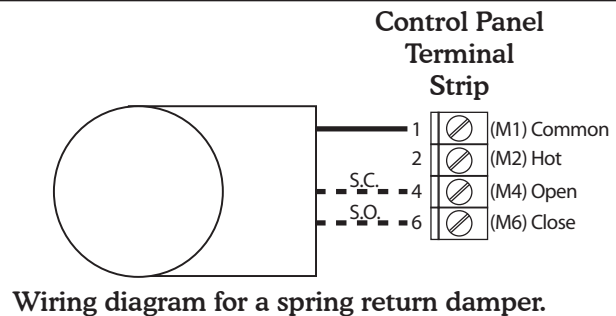 Control Panel
Terminal
Strip
1 (M1) Common
2 (M2) Hot
S.C. 4 (M4) Open
S.O. 6 (M6) Close
Wiring diagram for a spring return damper.